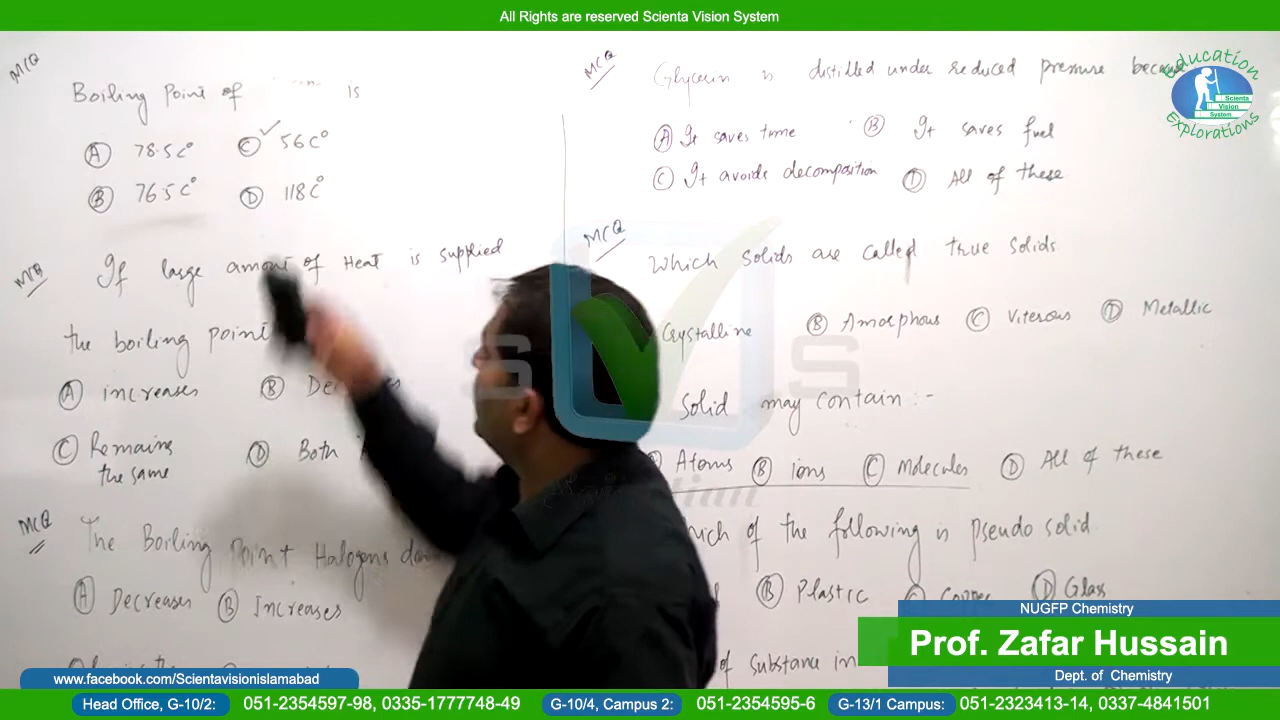 All Rights are reserved Scienta Vision System
MCQ
Boiling Point of is
(A) 78.5C° (C) ✓ 56C°
(B) 76.5C° (D) 118C°
MCQ
If large amont of Heat is supplied
the boiling point
(A) increases (B)
(C) Remains (D) Both
the same
MCQ
The Boiling Point Halogens
(A) Decreases (B) Increases
MCQ
Glycerin is distilled under reduced pressure
(A) It saves time (B) It saves fuel
(C) It avoids decomposition (D) All of these
MCQ
Which solids are called true solids
Crystalline (B) Amorphous (C) Viterous (D) Metallic
Solid may contain :-
Atoms (B) ions (C) Molecules (D) All of these
of the following is pseudo solid
(B) Plastic (D) Glass
of substance in
Education
Scienta
Vision
System
Explorations
S S
NUGFP Chemistry
Prof. Zafar Hussain
Dept. of Chemistry
www.facebook.com/Scientavisionislamabad
Head Office, G-10/2: 051-2354597-98, 0335-1777748-49 G-10/4, Campus 2: 051-2354595-6 G-13/1 Campus: 051-2323413-14, 0337-4841501